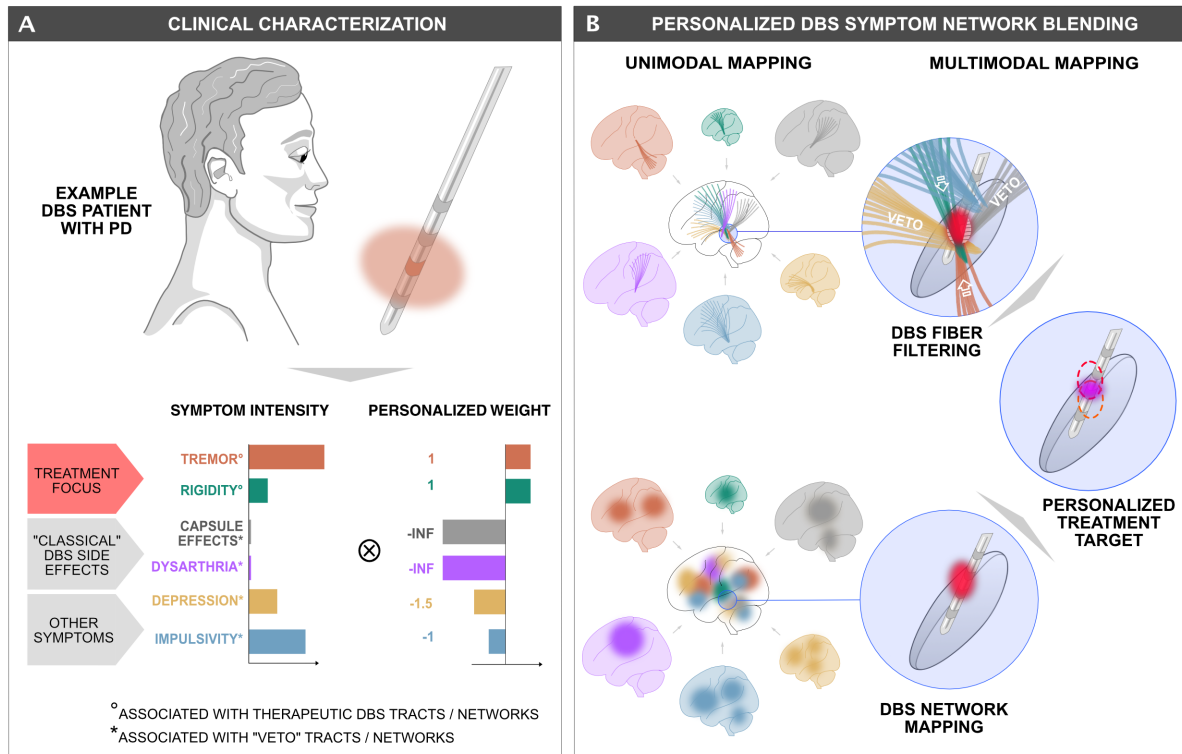 A
CLINICAL CHARACTERIZATION
EXAMPLE
DBS PATIENT
WITH PD
SYMPTOM INTENSITY
PERSONALIZED WEIGHT
TREATMENT
FOCUS
TREMOR°
1
RIGIDITY°
1
"CLASSICAL"
DBS SIDE
EFFECTS
CAPSULE
EFFECTS*
-INF
DYSARTHRIA*
-INF
OTHER
SYMPTOMS
DEPRESSION*
-1.5
IMPULSIVITY*
-1
°ASSOCIATED WITH THERAPEUTIC DBS TRACTS / NETWORKS
*ASSOCIATED WITH "VETO" TRACTS / NETWORKS
B
PERSONALIZED DBS SYMPTOM NETWORK BLENDING
UNIMODAL MAPPING
MULTIMODAL MAPPING
VETO
VETO
DBS FIBER
FILTERING
PERSONALIZED
TREATMENT
TARGET
DBS NETWORK
MAPPING